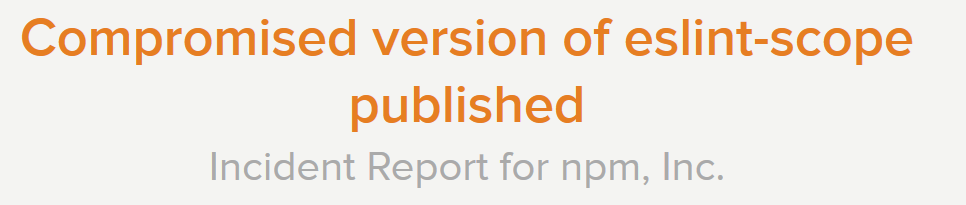 Compromised version of eslint-scope
published
Incident Report for npm, Inc.